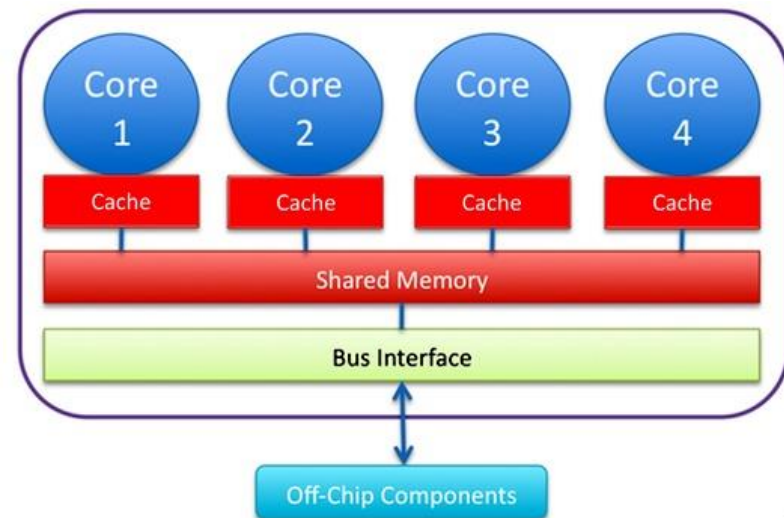 Core 1
Core 2
Core 3
Core 4
Cache
Cache
Cache
Cache
Shared Memory
Bus Interface
Off-Chip Components